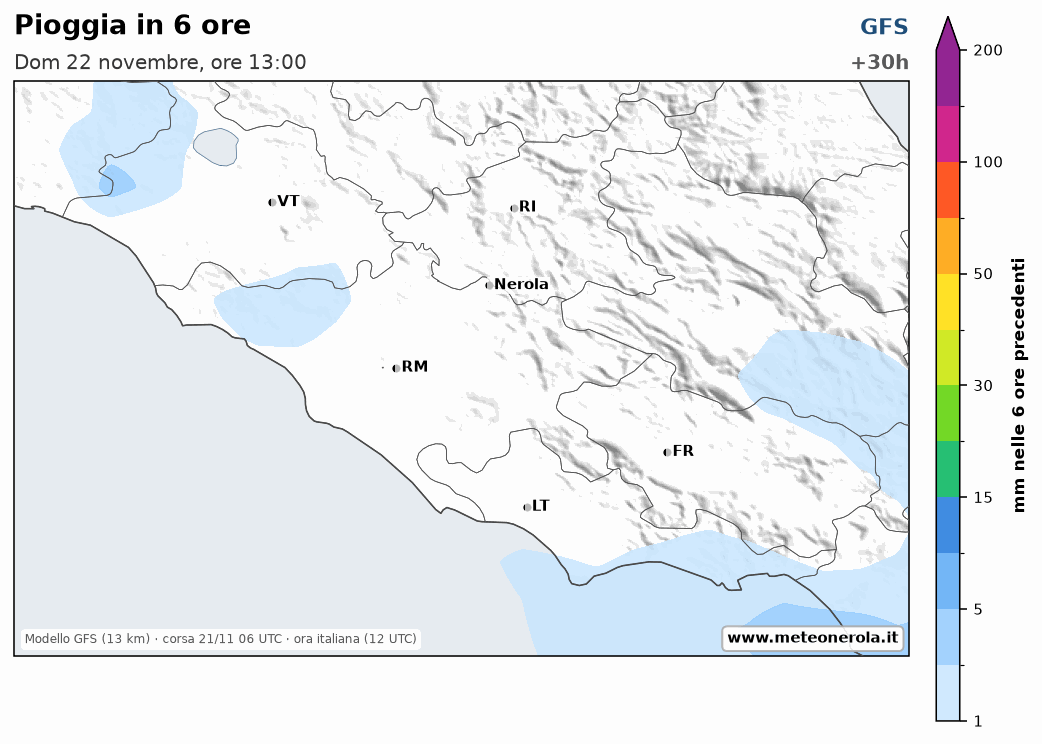 Pioggia in 6 ore
GFS
Dom 22 novembre, ore 13:00
+30h
VT
RI
Nerola
RM
FR
LT
Modello GFS (13 km) · corsa 21/11 06 UTC · ora italiana (12 UTC)
www.meteonerola.it
200
100
50
30
15
5
1
mm nelle 6 ore precedenti